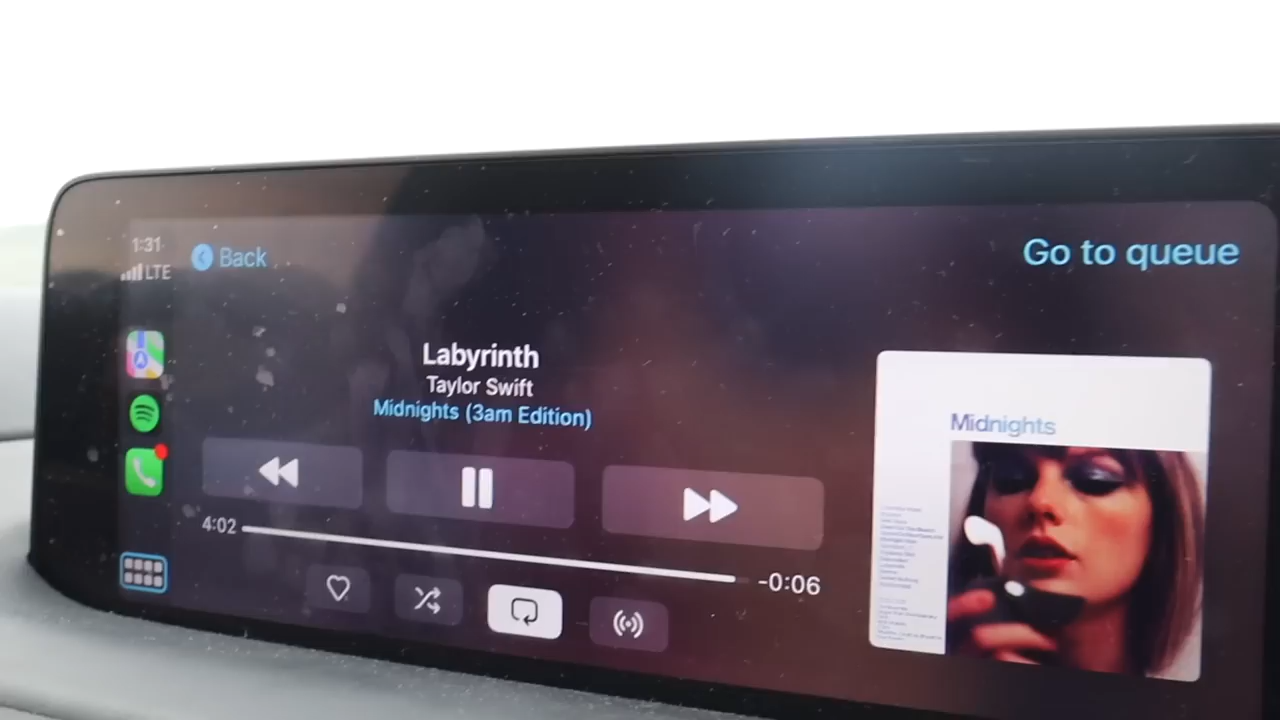 1:31
LTE
Back
Go to queue
Labyrinth
Taylor Swift
Midnights (3am Edition)
4:02
-0:06
Midnights